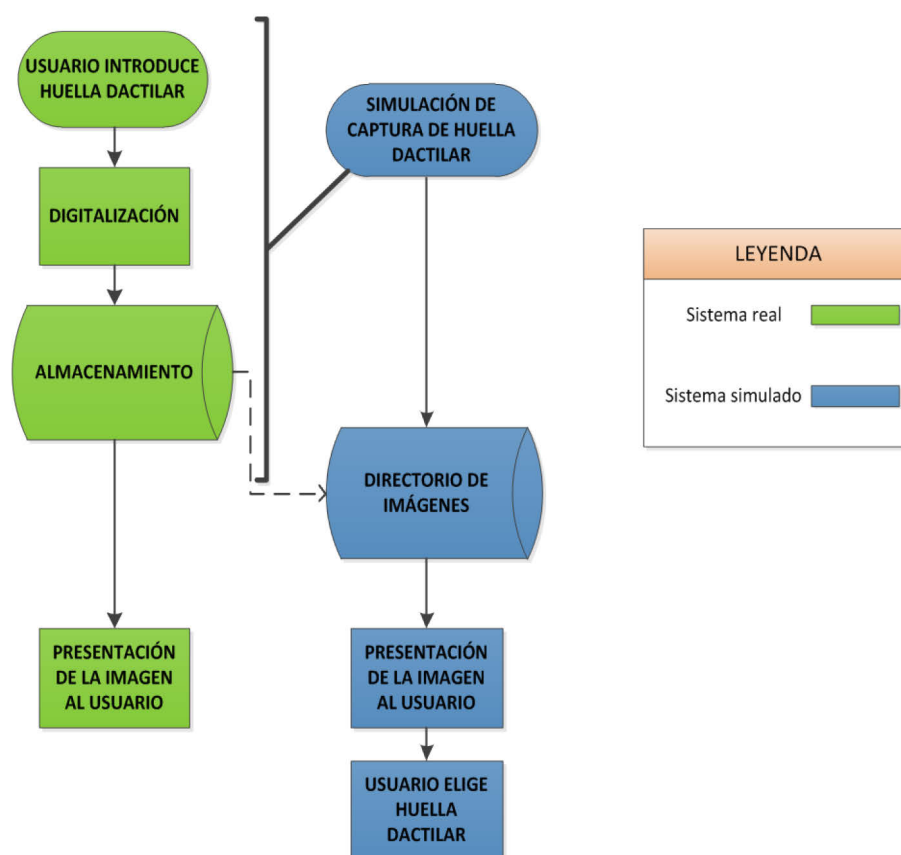 USUARIO INTRODUCE
HUELLA DACTILAR
DIGITALIZACIÓN
ALMACENAMIENTO
PRESENTACIÓN
DE LA IMAGEN
AL USUARIO
SIMULACIÓN DE
CAPTURA DE HUELLA
DACTILAR
DIRECTORIO DE
IMÁGENES
PRESENTACIÓN
DE LA IMAGEN
AL USUARIO
USUARIO ELIGE
HUELLA
DACTILAR
LEYENDA
Sistema real
Sistema simulado